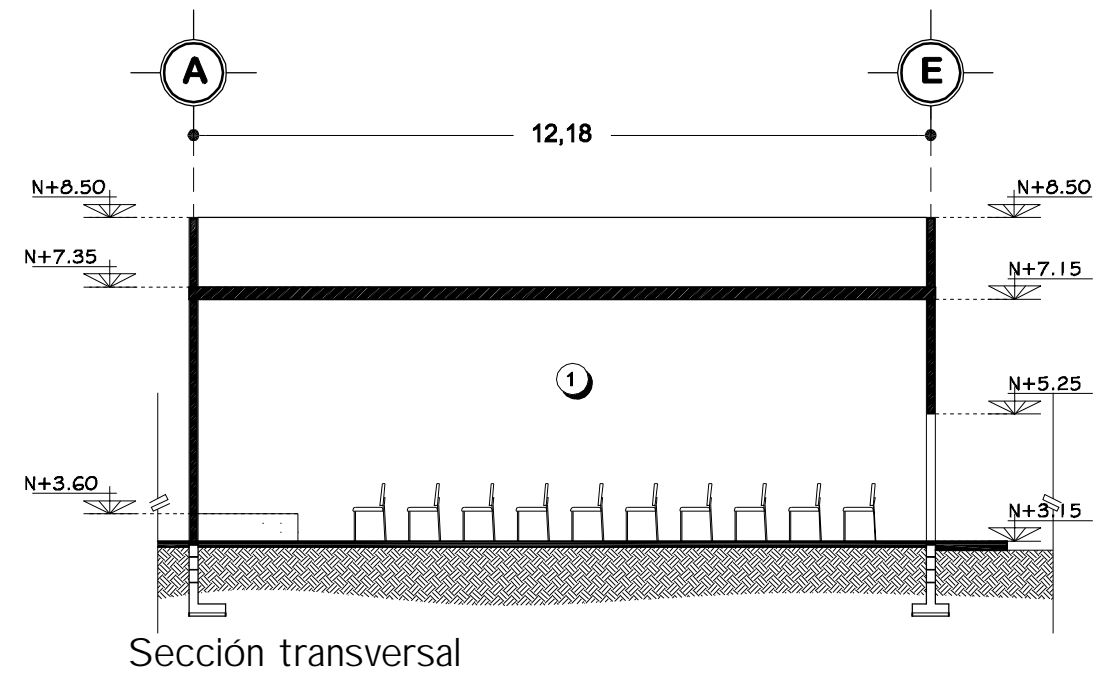 A
E
12,18
N+8.50
N+8.50
N+7.35
N+7.15
1
N+5.25
N+3.60
N+3.15
Sección transversal